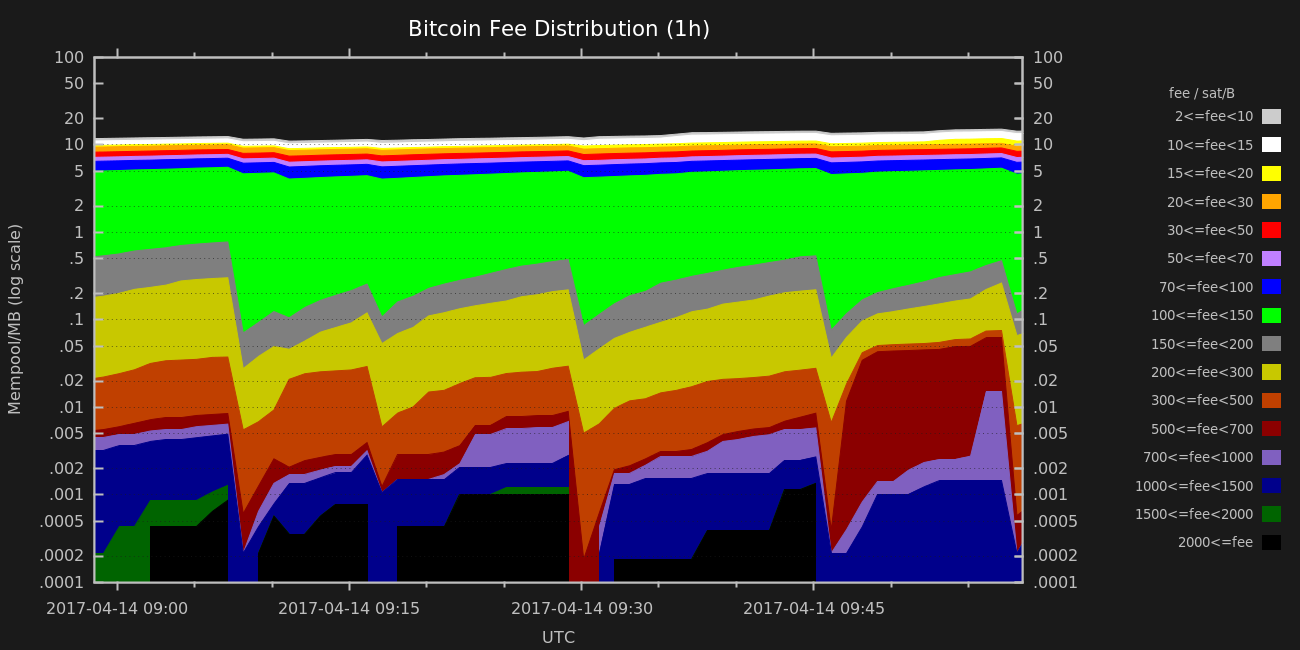 Bitcoin Fee Distribution (1h)
Mempool/MB (log scale)
100
50
20
10
5
2
1
.5
.2
.1
.05
.02
.01
.005
.002
.001
.0005
.0002
.0001
100
50
20
10
5
2
1
.5
.2
.1
.05
.02
.01
.005
.002
.001
.0005
.0002
.0001
2017-04-14 09:00 2017-04-14 09:15 2017-04-14 09:30 2017-04-14 09:45
UTC
fee / sat/B
2<=fee<10
10<=fee<15
15<=fee<20
20<=fee<30
30<=fee<50
50<=fee<70
70<=fee<100
100<=fee<150
150<=fee<200
200<=fee<300
300<=fee<500
500<=fee<700
700<=fee<1000
1000<=fee<1500
1500<=fee<2000
2000<=fee